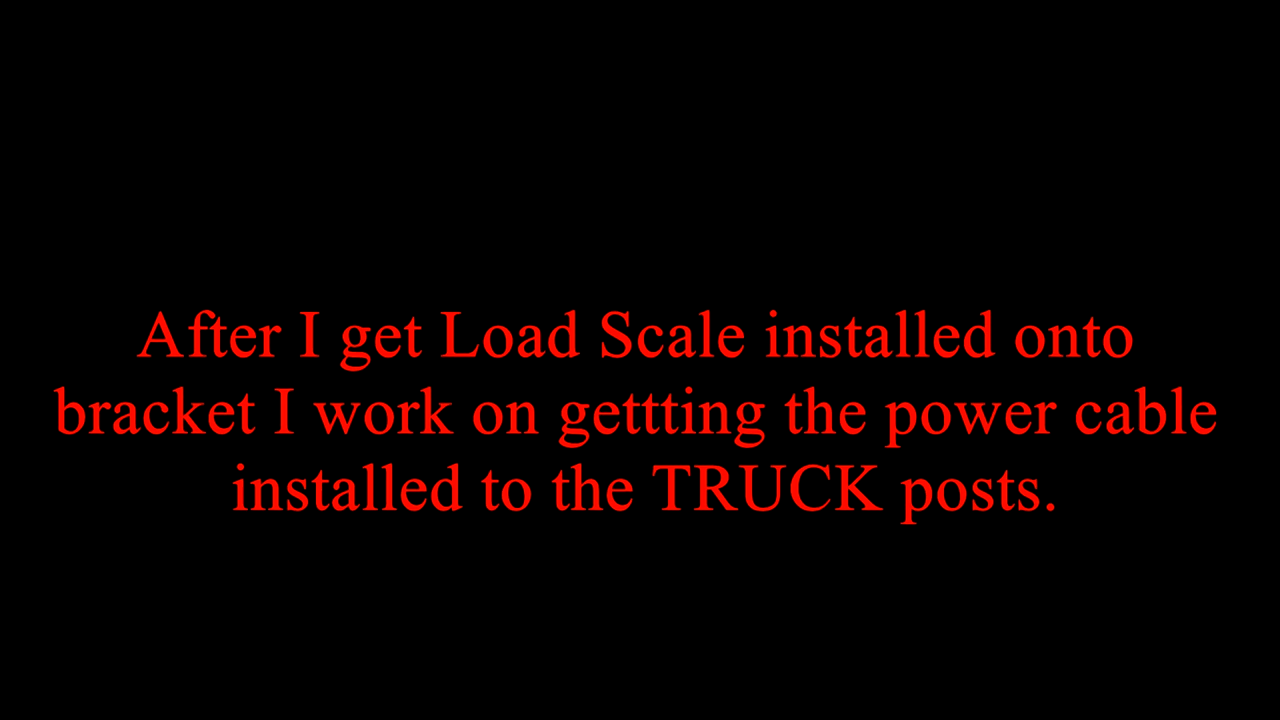 After I get Load Scale installed onto
bracket I work on gettting the power cable
installed to the TRUCK posts.